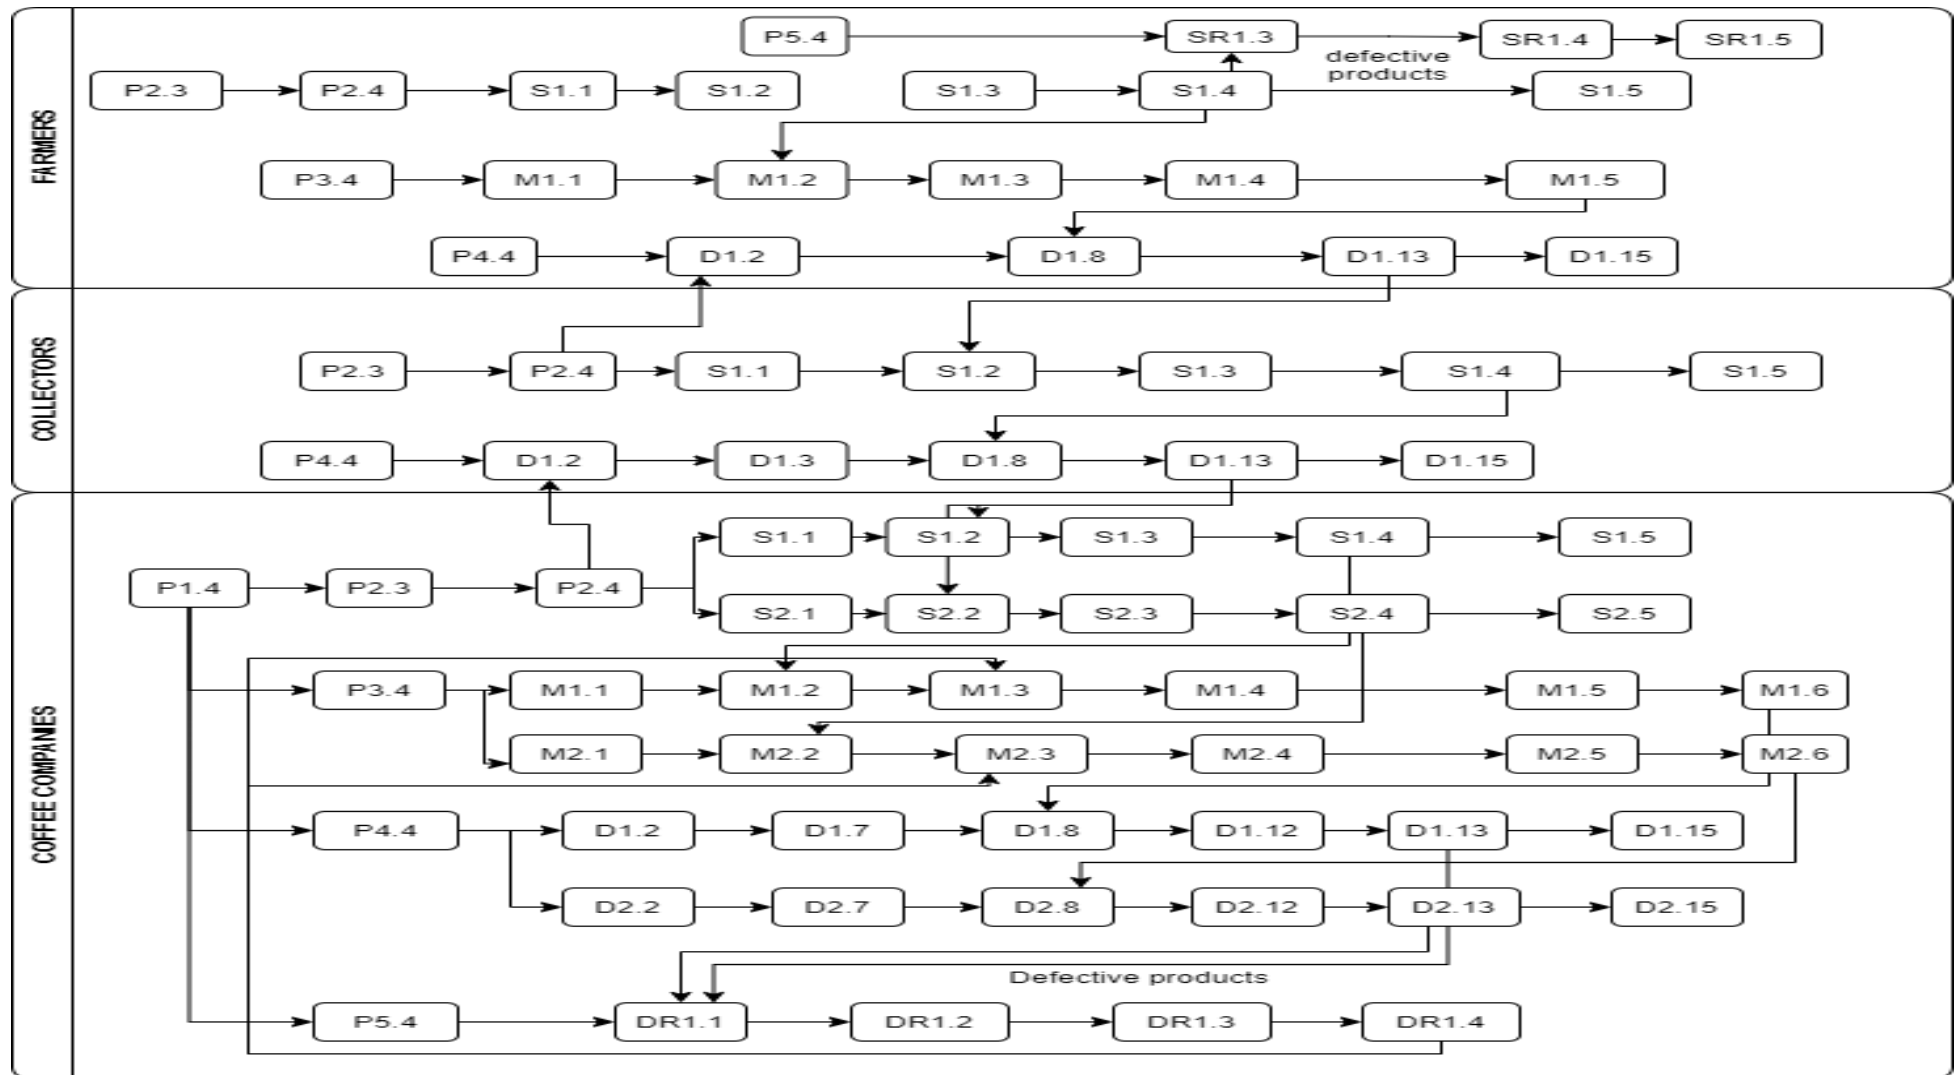 FARMERS
P5.4 SR1.3 SR1.4 SR1.5
defective
products
P2.3 P2.4 S1.1 S1.2 S1.3 S1.4 S1.5
P3.4 M1.1 M1.2 M1.3 M1.4 M1.5
P4.4 D1.2 D1.8 D1.13 D1.15
COLLECTORS
P2.3 P2.4 S1.1 S1.2 S1.3 S1.4 S1.5
P4.4 D1.2 D1.3 D1.8 D1.13 D1.15
COFFEE COMPANIES
S1.1 S1.2 S1.3 S1.4 S1.5
P1.4 P2.3 P2.4
S2.1 S2.2 S2.3 S2.4 S2.5
P3.4 M1.1 M1.2 M1.3 M1.4 M1.5 M1.6
M2.1 M2.2 M2.3 M2.4 M2.5 M2.6
P4.4 D1.2 D1.7 D1.8 D1.12 D1.13 D1.15
D2.2 D2.7 D2.8 D2.12 D2.13 D2.15
Defective products
P5.4 DR1.1 DR1.2 DR1.3 DR1.4